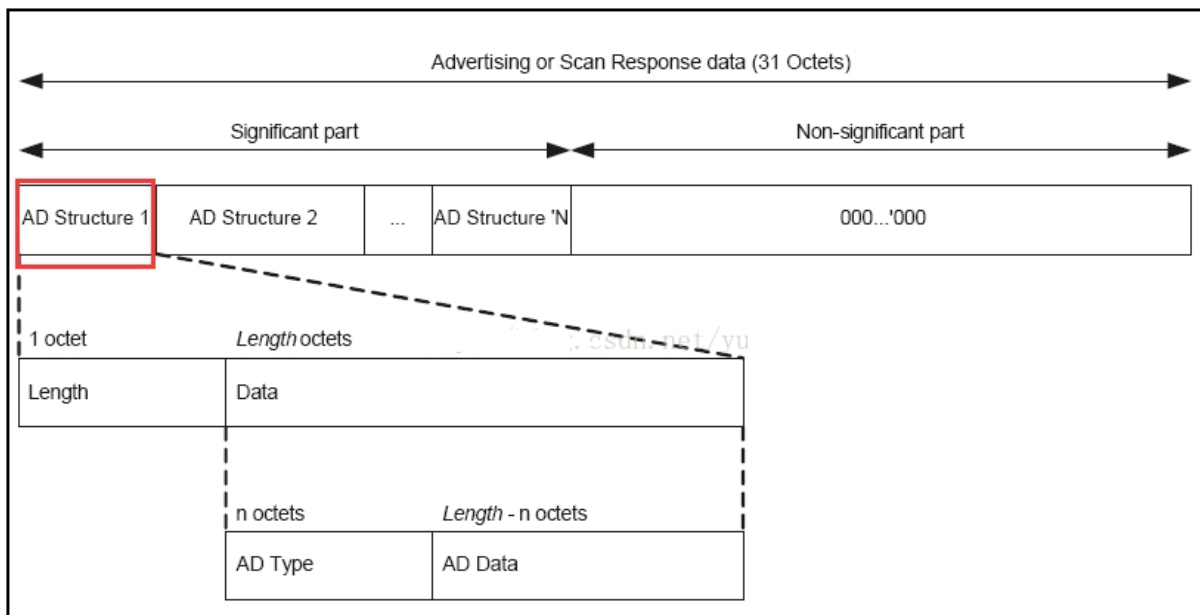 Advertising or Scan Response data (31 Octets)
Significant part
Non-significant part
AD Structure 1
AD Structure 2
...
AD Structure 'N
000...'000
1 octet
Length octets
Length
Data
n octets
Length - n octets
AD Type
AD Data